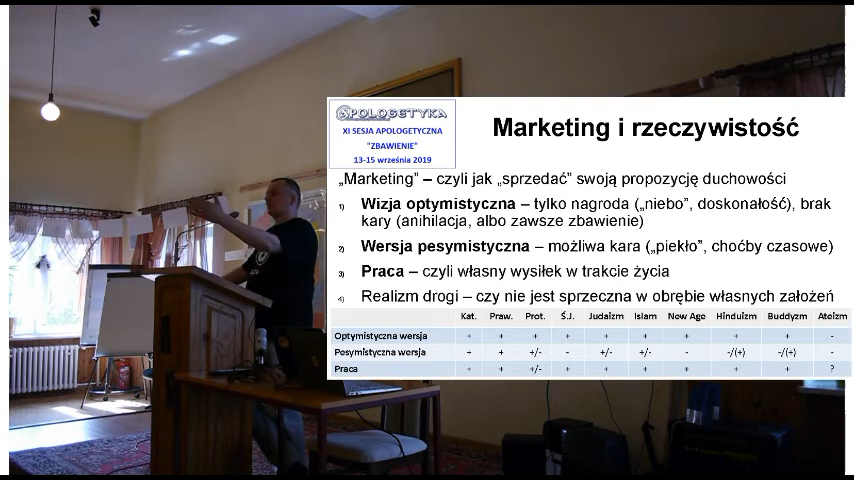 APOLOGETYKA
XI SESJA APOLOGETYCZNA
"ZBAWIENIE"
13-15 września 2019
Marketing i rzeczywistość
„Marketing” – czyli jak „sprzedać” swoją propozycję duchowości
1) Wizja optymistyczna – tylko nagroda („niebo”, doskonałość), brak
kary (anihilacja, albo zawsze zbawienie)
2) Wersja pesymistyczna – możliwa kara („piekło”, choćby czasowe)
3) Praca – czyli własny wysiłek w trakcie życia
4) Realizm drogi – czy nie jest sprzeczna w obrębie własnych założeń
Kat. Praw. Prot. Ś.J. Judaizm Islam New Age Hinduizm Buddyzm Ateizm
Optymistyczna wersja + + + + + + + + + -
Pesymistyczna wersja + + +/- - +/- +/- - -/(+) -/(+) -
Praca + + +/- + + + + + + ?